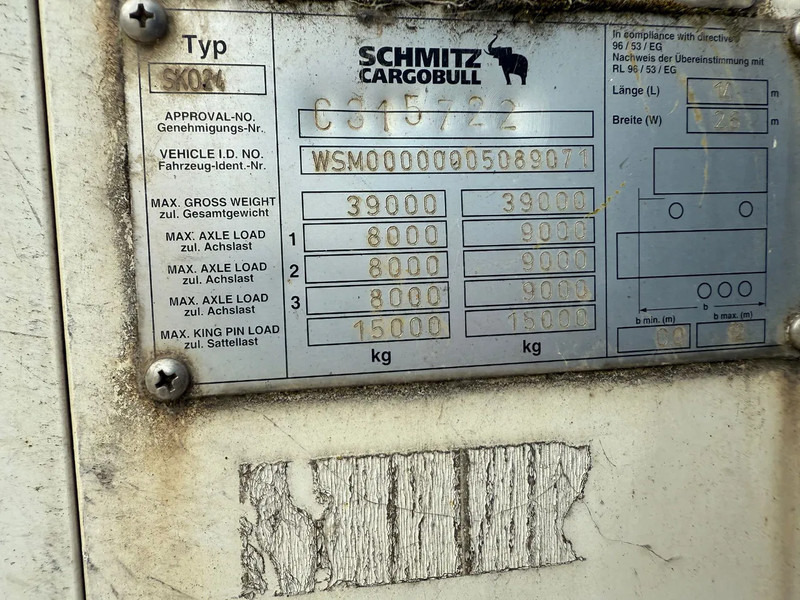 Typ
SK024
SCHMITZ
CARGOBULL
APPROVAL-NO.
Genehmigungs-Nr.
C315722
VEHICLE I.D. NO.
Fahrzeug-Ident.-Nr.
WSM00000005089071
MAX. GROSS WEIGHT
zul. Gesamtgewicht
39000 39000
MAX. AXLE LOAD
zul. Achslast
1 8000 9000
MAX. AXLE LOAD
zul. Achslast
2 8000 9000
MAX. AXLE LOAD
zul. Achslast
3 8000 9000
MAX. KING PIN LOAD
zul. Sattellast
15000 15000
kg kg
In compliance with directive
96 / 53 / EG
Nachweis der Übereinstimmung mit
RL 96 / 53 / EG
Länge (L) m
Breite (W) m
b
b min. (m) b max. (m)